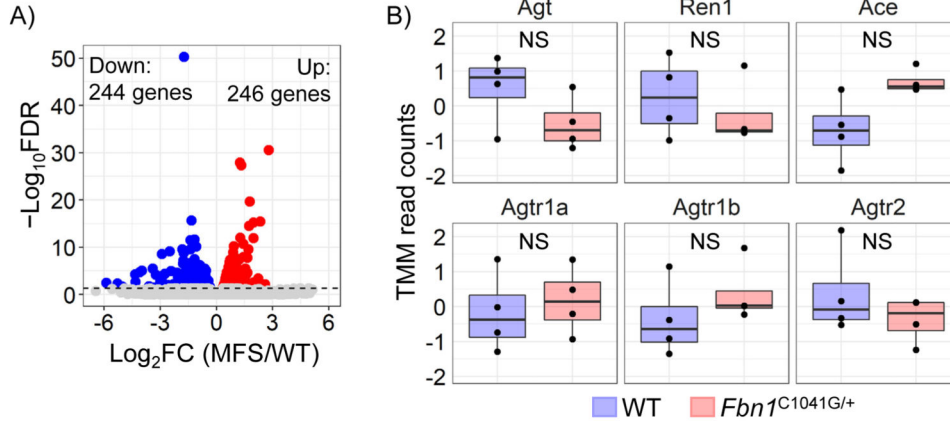 A)
−Log₁₀FDR
50
40
30
20
10
0
Down:
244 genes
Up:
246 genes
-6 -3 0 3 6
Log₂FC (MFS/WT)
B)
TMM read counts
Agt Ren1 Ace
2
1
0
-1
-2
NS NS NS
Agtr1a Agtr1b Agtr2
2
1
0
-1
-2
NS NS NS
WT Fbn1ᶜ¹⁰⁴¹ᴳ/⁺